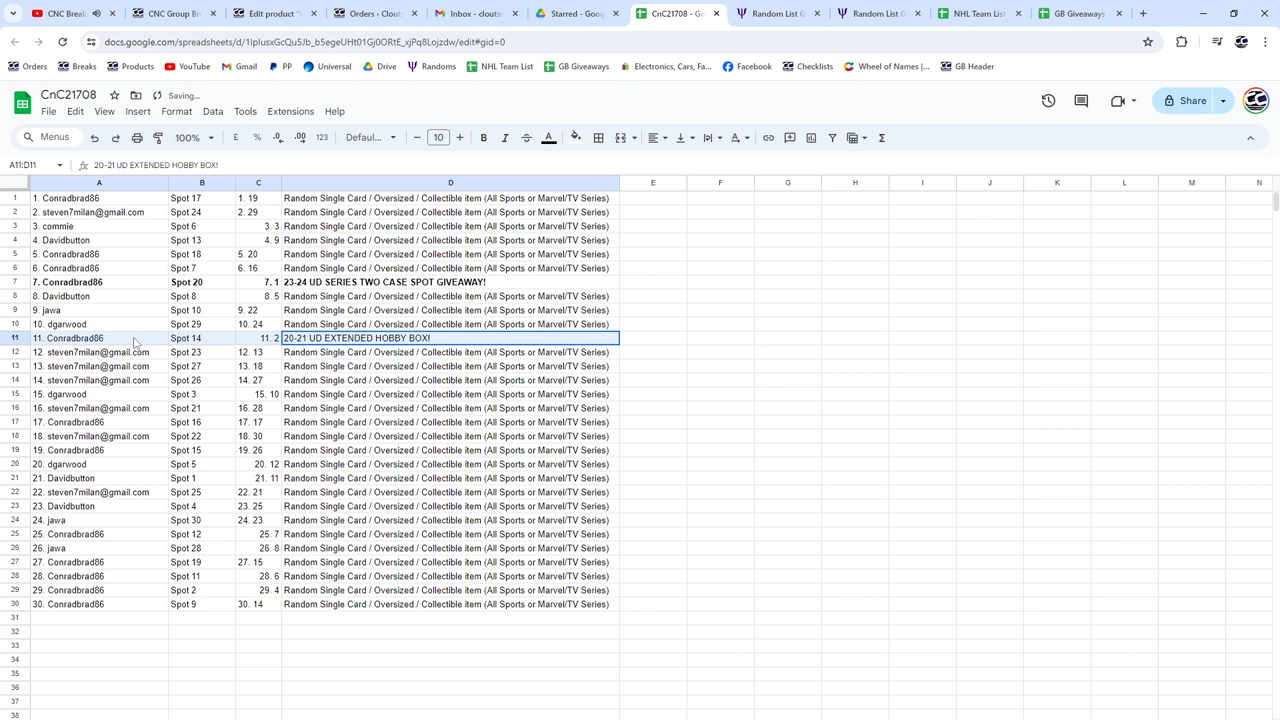 CNC Break
CNC Group Bre
Edit product "
Orders - Clouts
Inbox - cloutsn
Starred - Goog
CnC21708 - Goo
Random List G
Random List G
NHL Team List
GB Giveaways
docs.google.com/spreadsheets/d/1IplusxGcQu5Jb_b5egeUHt01Gj0ORtE_xjPq8Lojzdw/edit#gid=0
Orders
Breaks
Products
YouTube
Gmail
PP
Universal
Drive
Randoms
NHL Team List
GB Giveaways
Electronics, Cars, Fa...
Facebook
Checklists
Wheel of Names |...
GB Header
CnC21708
Saving...
File Edit View Insert Format Data Tools Extensions Help
Share
Menus 100% £ % .0 .00 123 Defaul... 10 B I A
A11:D11 fx 20-21 UD EXTENDED HOBBY BOX!
A B C D E F G H I J K L M N
1 1. Conradbrad86 Spot 17 1. 19 Random Single Card / Oversized / Collectible item (All Sports or Marvel/TV Series)
2 2. steven7milan@gmail.com Spot 24 2. 29 Random Single Card / Oversized / Collectible item (All Sports or Marvel/TV Series)
3 3. commie Spot 6 3. 3 Random Single Card / Oversized / Collectible item (All Sports or Marvel/TV Series)
4 4. Davidbutton Spot 13 4. 9 Random Single Card / Oversized / Collectible item (All Sports or Marvel/TV Series)
5 5. Conradbrad86 Spot 18 5. 20 Random Single Card / Oversized / Collectible item (All Sports or Marvel/TV Series)
6 6. Conradbrad86 Spot 7 6. 16 Random Single Card / Oversized / Collectible item (All Sports or Marvel/TV Series)
7 7. Conradbrad86 Spot 20 7. 1 23-24 UD SERIES TWO CASE SPOT GIVEAWAY!
8 8. Davidbutton Spot 8 8. 5 Random Single Card / Oversized / Collectible item (All Sports or Marvel/TV Series)
9 9. jawa Spot 10 9. 22 Random Single Card / Oversized / Collectible item (All Sports or Marvel/TV Series)
10 10. dgarwood Spot 29 10. 24 Random Single Card / Oversized / Collectible item (All Sports or Marvel/TV Series)
11 11. Conradbrad86 Spot 14 11. 2 20-21 UD EXTENDED HOBBY BOX!
12 12. steven7milan@gmail.com Spot 23 12. 13 Random Single Card / Oversized / Collectible item (All Sports or Marvel/TV Series)
13 13. steven7milan@gmail.com Spot 27 13. 18 Random Single Card / Oversized / Collectible item (All Sports or Marvel/TV Series)
14 14. steven7milan@gmail.com Spot 26 14. 27 Random Single Card / Oversized / Collectible item (All Sports or Marvel/TV Series)
15 15. dgarwood Spot 3 15. 10 Random Single Card / Oversized / Collectible item (All Sports or Marvel/TV Series)
16 16. steven7milan@gmail.com Spot 21 16. 28 Random Single Card / Oversized / Collectible item (All Sports or Marvel/TV Series)
17 17. Conradbrad86 Spot 16 17. 17 Random Single Card / Oversized / Collectible item (All Sports or Marvel/TV Series)
18 18. steven7milan@gmail.com Spot 22 18. 30 Random Single Card / Oversized / Collectible item (All Sports or Marvel/TV Series)
19 19. Conradbrad86 Spot 15 19. 26 Random Single Card / Oversized / Collectible item (All Sports or Marvel/TV Series)
20 20. dgarwood Spot 5 20. 12 Random Single Card / Oversized / Collectible item (All Sports or Marvel/TV Series)
21 21. Davidbutton Spot 1 21. 11 Random Single Card / Oversized / Collectible item (All Sports or Marvel/TV Series)
22 22. steven7milan@gmail.com Spot 25 22. 21 Random Single Card / Oversized / Collectible item (All Sports or Marvel/TV Series)
23 23. Davidbutton Spot 4 23. 25 Random Single Card / Oversized / Collectible item (All Sports or Marvel/TV Series)
24 24. jawa Spot 30 24. 23 Random Single Card / Oversized / Collectible item (All Sports or Marvel/TV Series)
25 25. Conradbrad86 Spot 12 25. 7 Random Single Card / Oversized / Collectible item (All Sports or Marvel/TV Series)
26 26. jawa Spot 28 26. 8 Random Single Card / Oversized / Collectible item (All Sports or Marvel/TV Series)
27 27. Conradbrad86 Spot 19 27. 15 Random Single Card / Oversized / Collectible item (All Sports or Marvel/TV Series)
28 28. Conradbrad86 Spot 11 28. 6 Random Single Card / Oversized / Collectible item (All Sports or Marvel/TV Series)
29 29. Conradbrad86 Spot 2 29. 4 Random Single Card / Oversized / Collectible item (All Sports or Marvel/TV Series)
30 30. Conradbrad86 Spot 9 30. 14 Random Single Card / Oversized / Collectible item (All Sports or Marvel/TV Series)
31
32
33
34
35
36
37
38